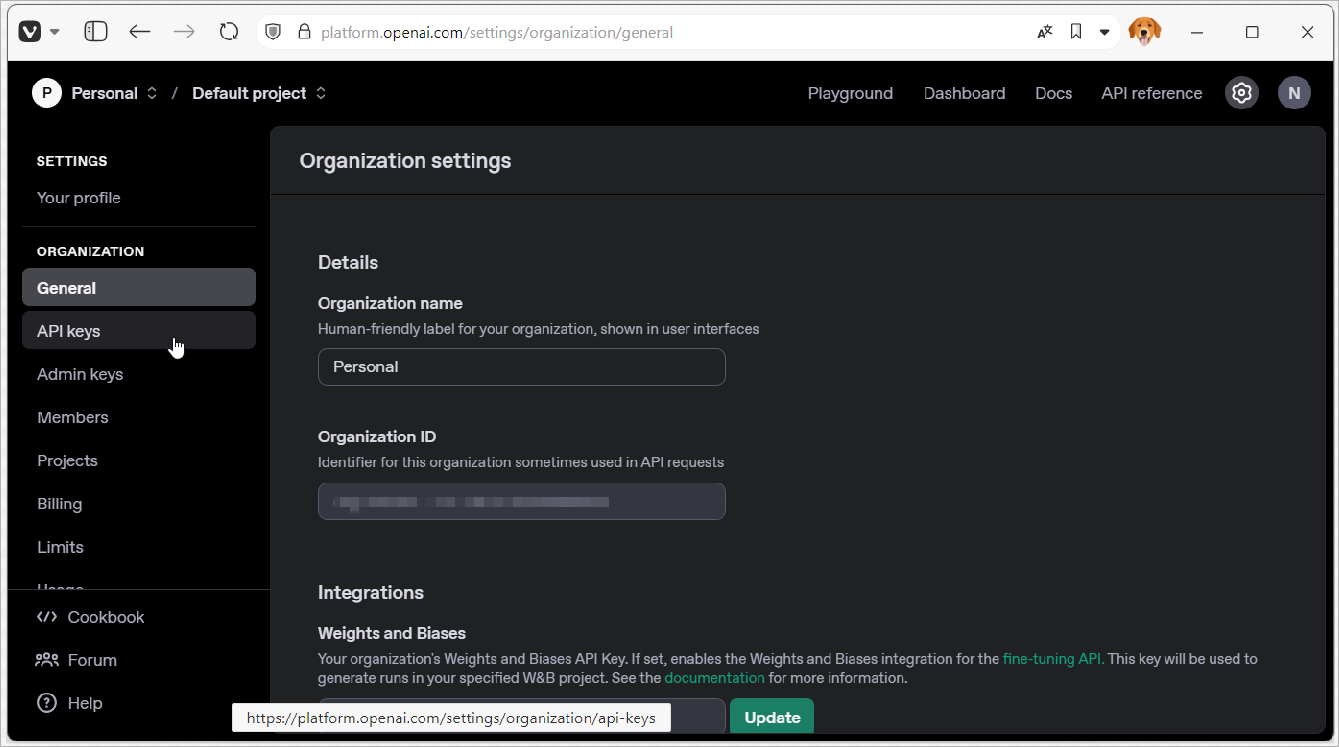 platform.openai.com/settings/organization/general
P Personal / Default project
Playground Dashboard Docs API reference N
SETTINGS
Your profile
ORGANIZATION
General
API keys
Admin keys
Members
Projects
Billing
Limits
Usage
Cookbook
Forum
Help
Organization settings
Details
Organization name
Human-friendly label for your organization, shown in user interfaces
Personal
Organization ID
Identifier for this organization sometimes used in API requests
Integrations
Weights and Biases
Your organization's Weights and Biases API Key. If set, enables the Weights and Biases integration for the fine-tuning API. This key will be used to
generate runs in your specified W&B project. See the documentation for more information.
Update
https://platform.openai.com/settings/organization/api-keys